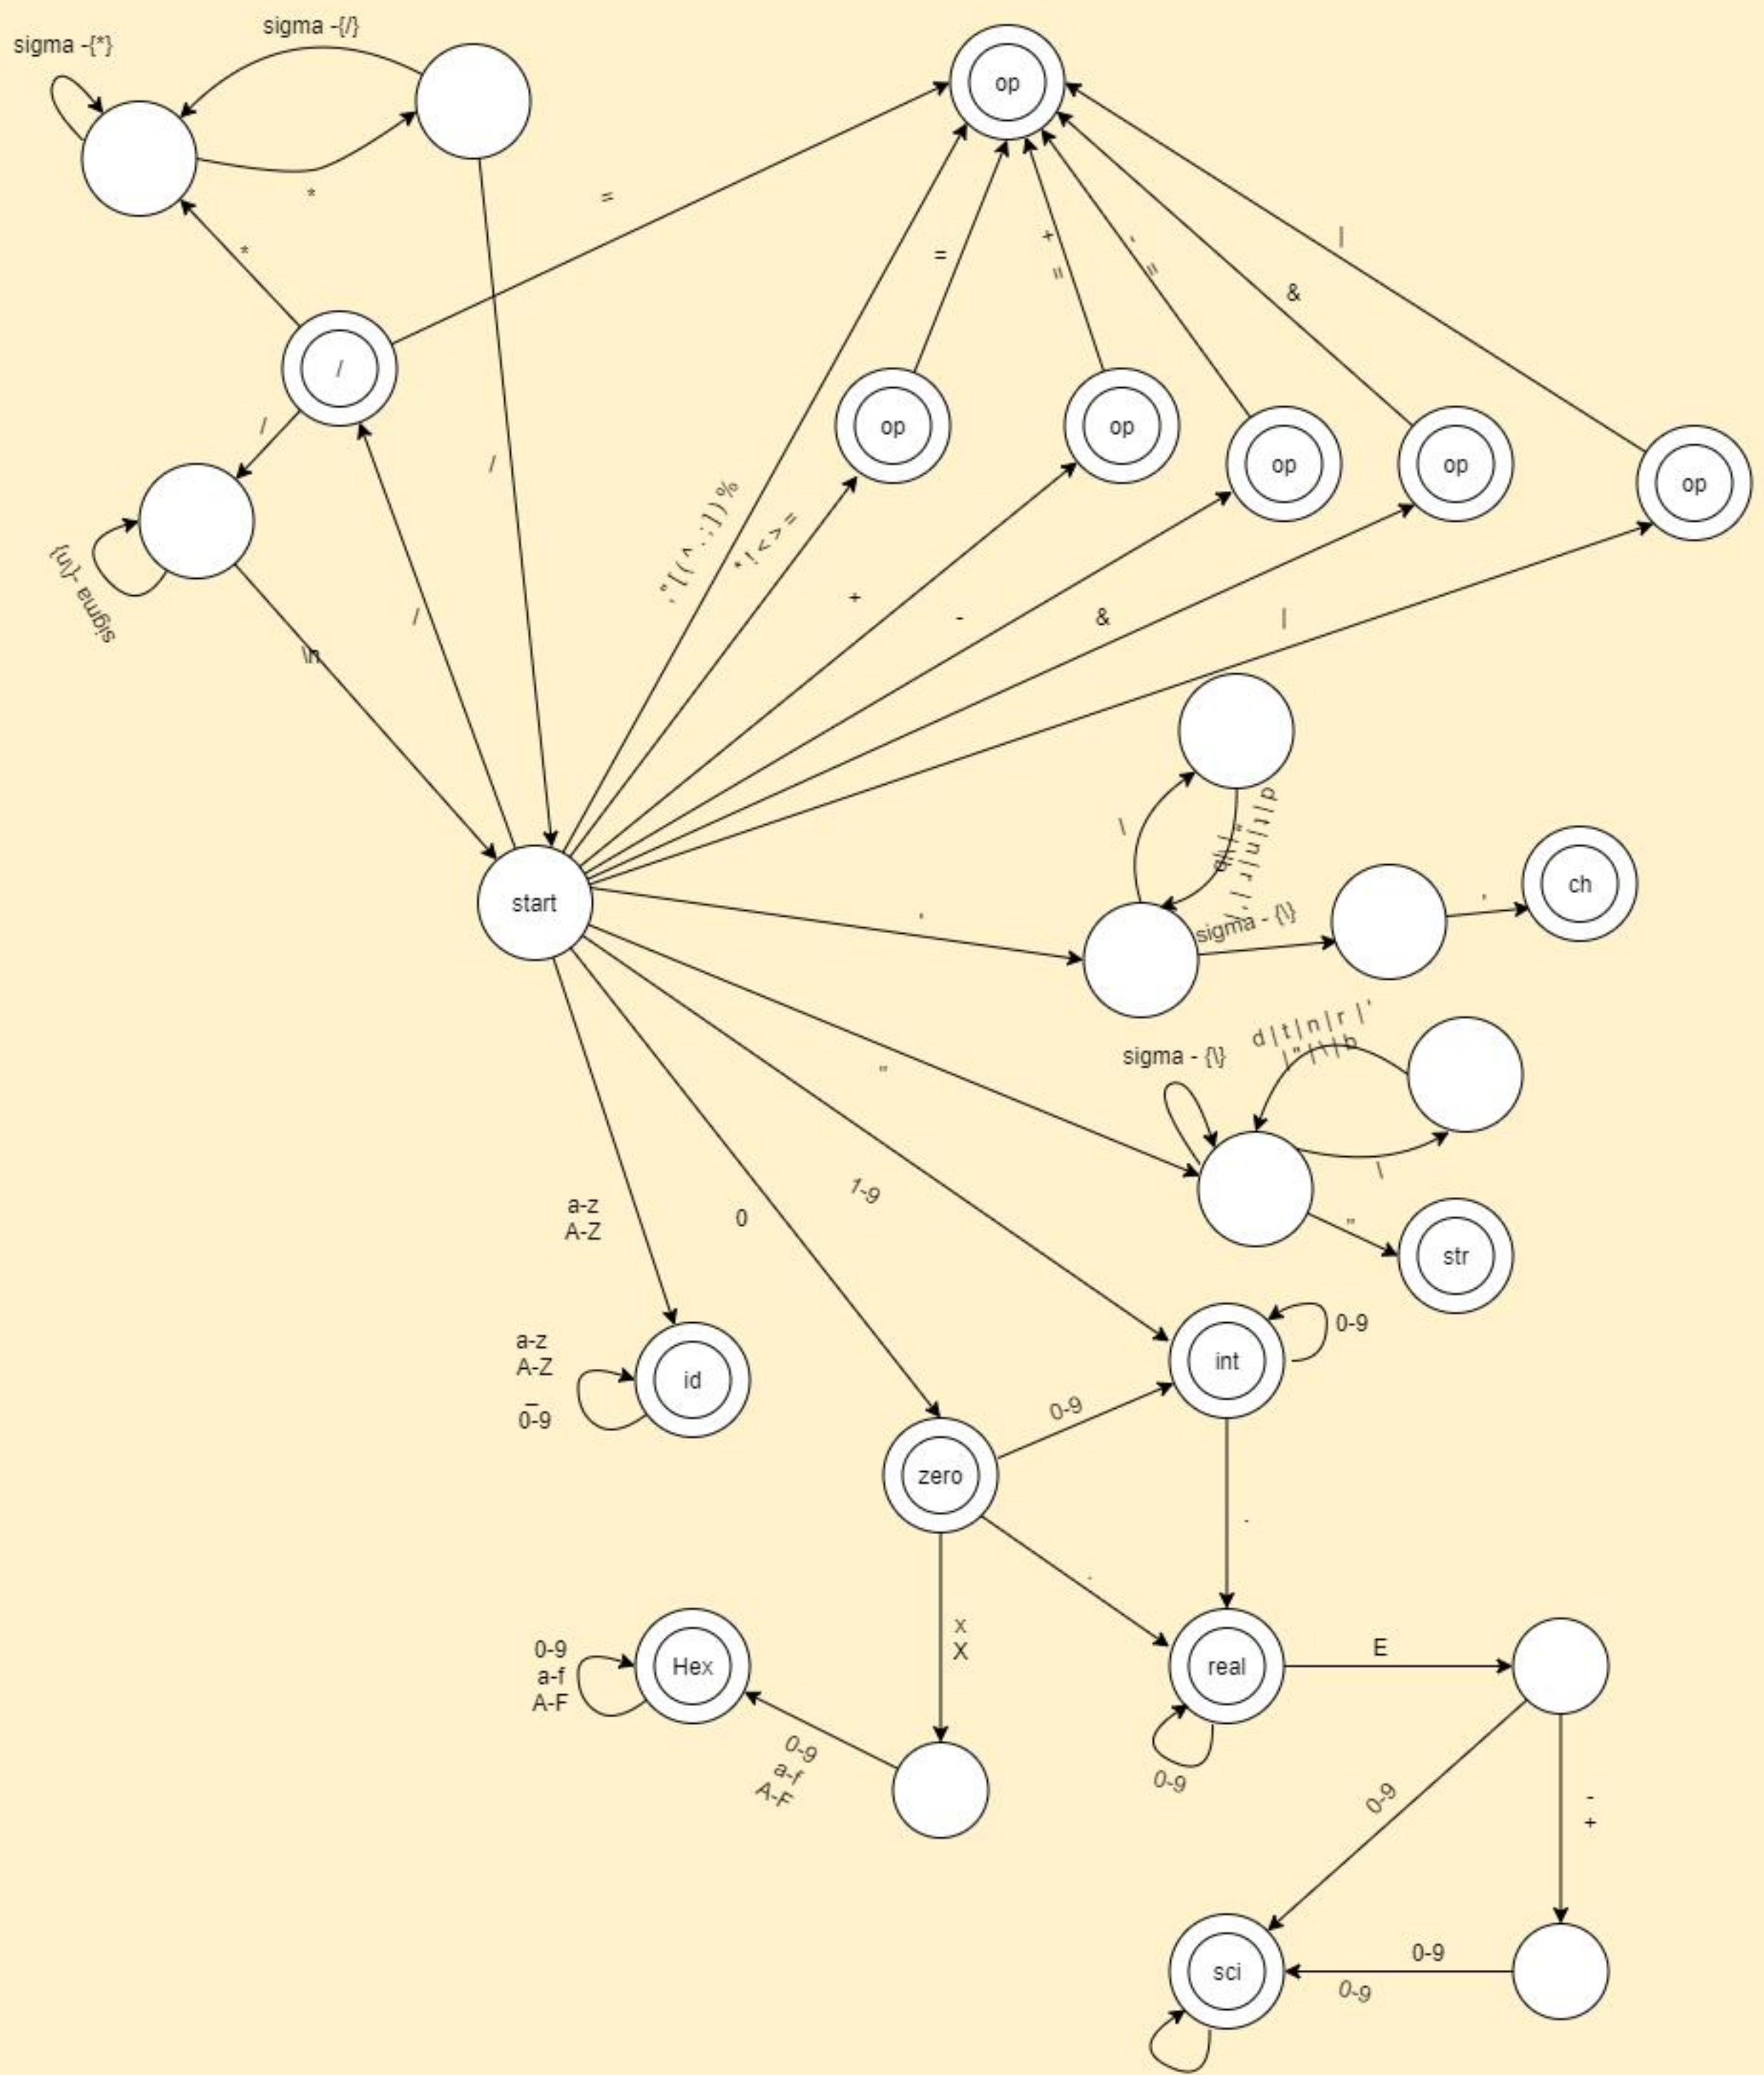 sigma -{/}
sigma -{*}
op
*
=
|
=
+
=
-
=
&
*
/
/
op
op
op
op
op
/
* ! < > =
sigma -{\n}
/
\n
+
-
&
|
\
d | t | n | r | '
| " | \ | b
start
'
sigma - {\}
'
ch
d | t | n | r | '
| " | \ | b
sigma - {\}
"
\
1-9
a-z
A-Z
0
"
str
0-9
a-z
A-Z
_
0-9
id
int
0-9
zero
.
.
x
X
0-9
a-f
A-F
Hex
real
E
0-9
a-f
A-F
0-9
0-9
-
+
0-9
sci
0-9